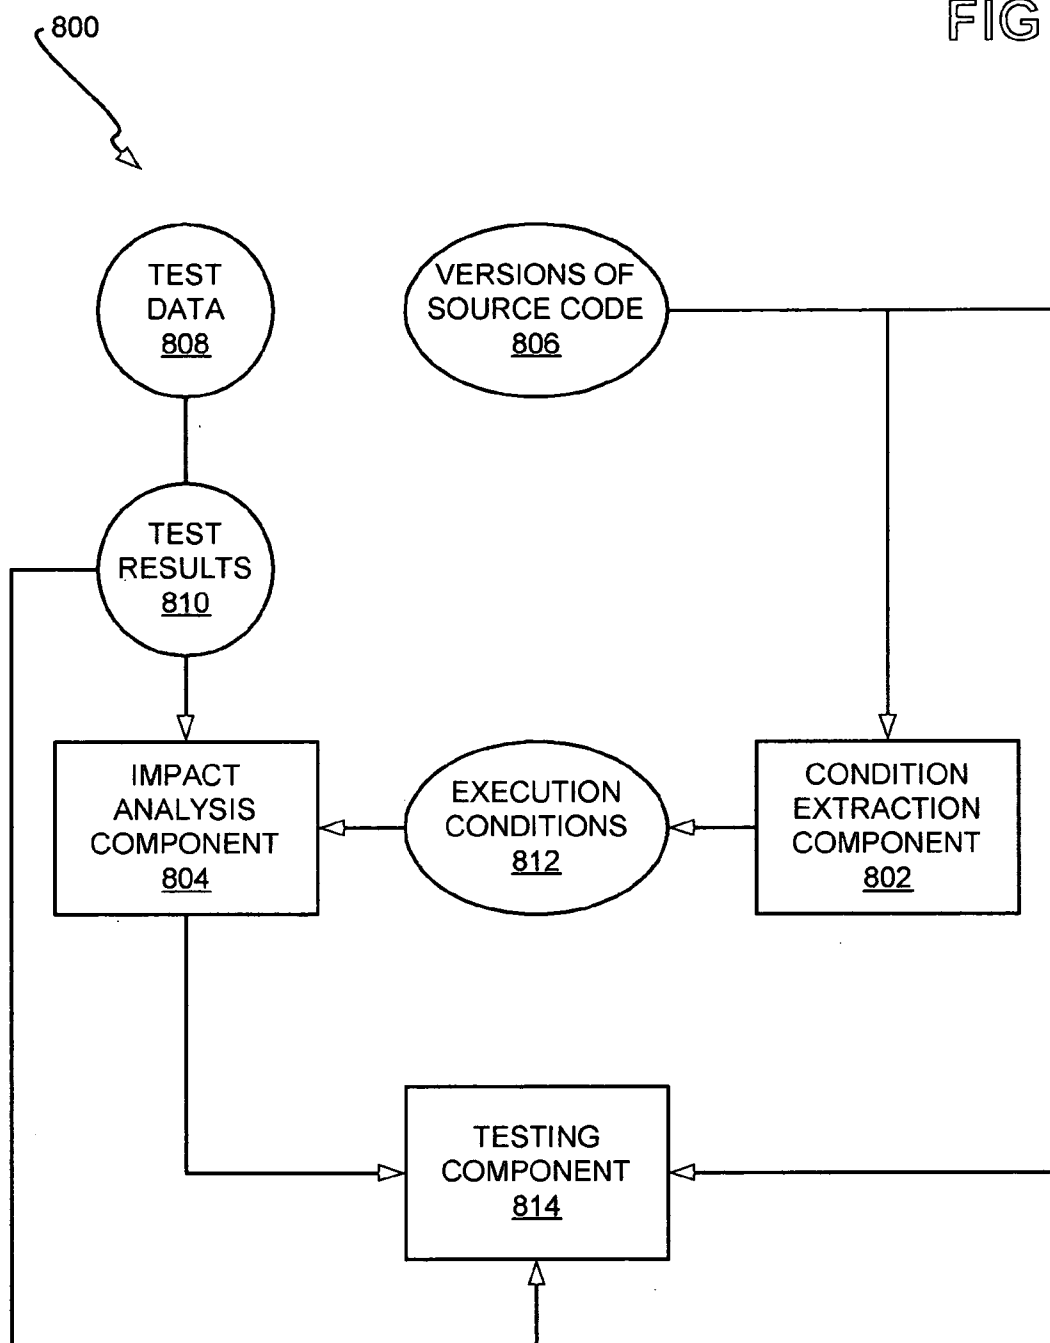 800
FIG
TEST
DATA
808
VERSIONS OF
SOURCE CODE
806
TEST
RESULTS
810
IMPACT
ANALYSIS
COMPONENT
804
EXECUTION
CONDITIONS
812
CONDITION
EXTRACTION
COMPONENT
802
TESTING
COMPONENT
814